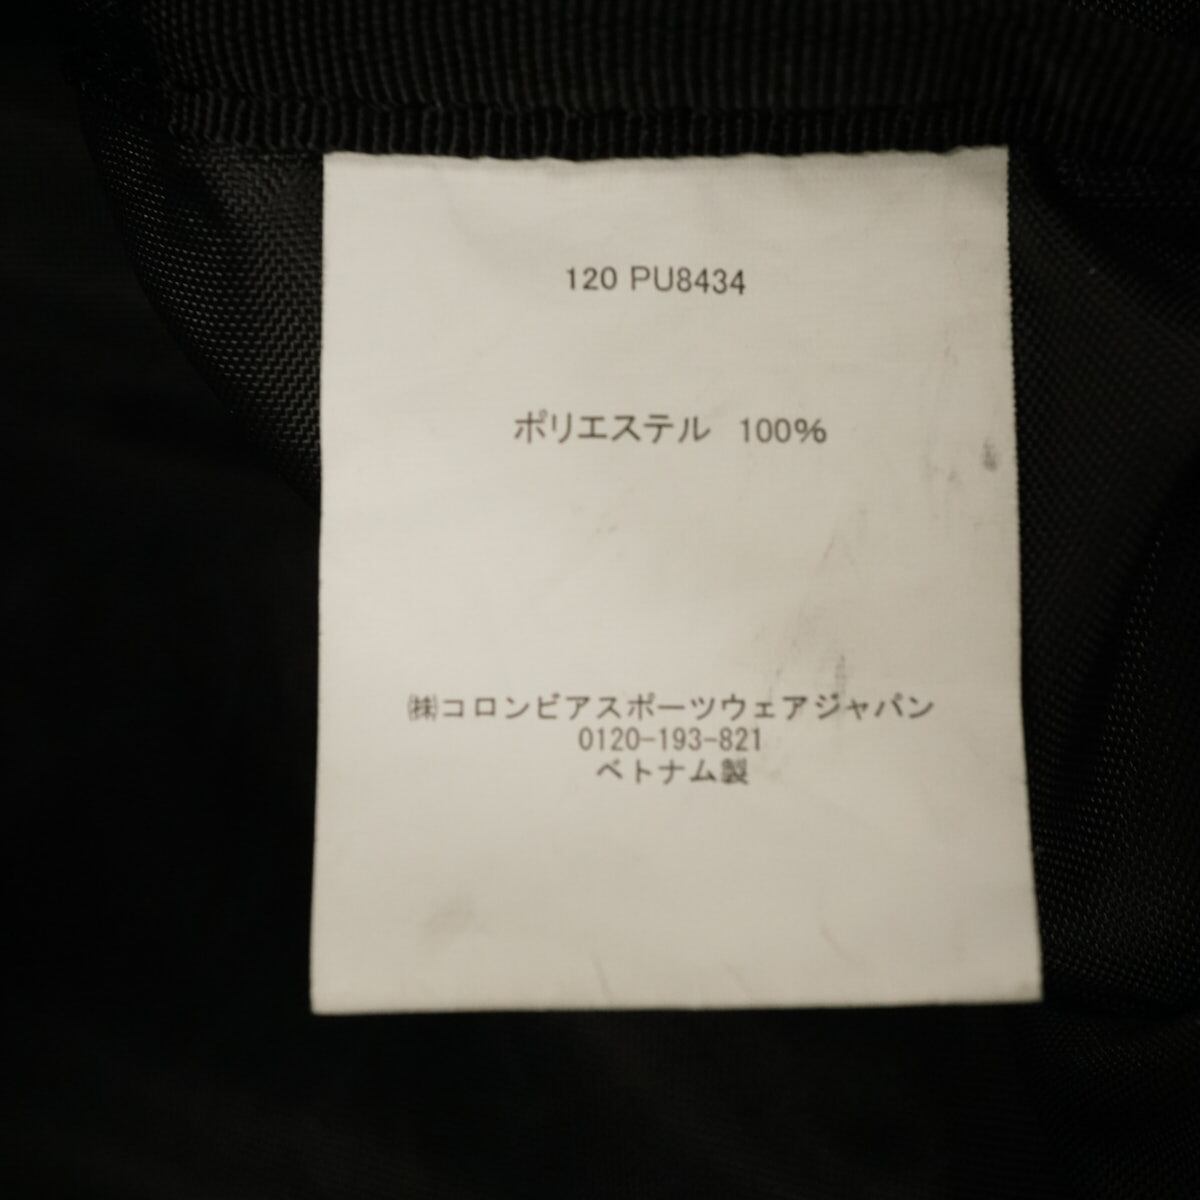 120 PU8434
ポリエステル 100%
㈱コロンビアスポーツウェアジャパン
0120-193-821
ベトナム製